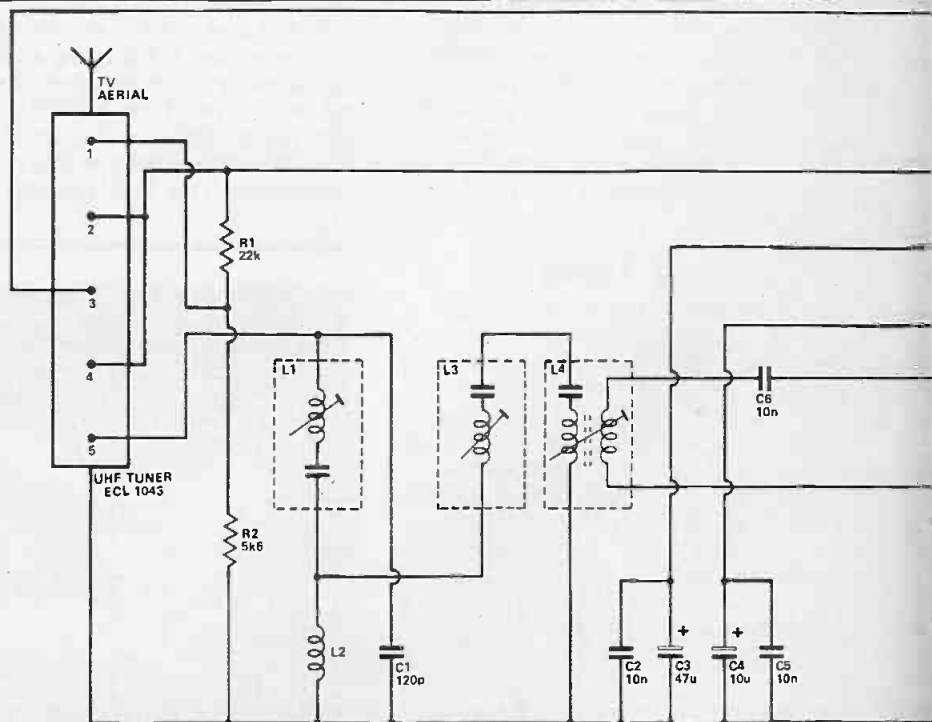 TV
AERIAL
1
2
3
4
5
UHF TUNER
ECL 1043
R1
22k
R2
5k6
L1
L2
C1
120p
L3
L4
C6
10n
C2
10n
+
C3
47u
+
C4
10u
C5
10n